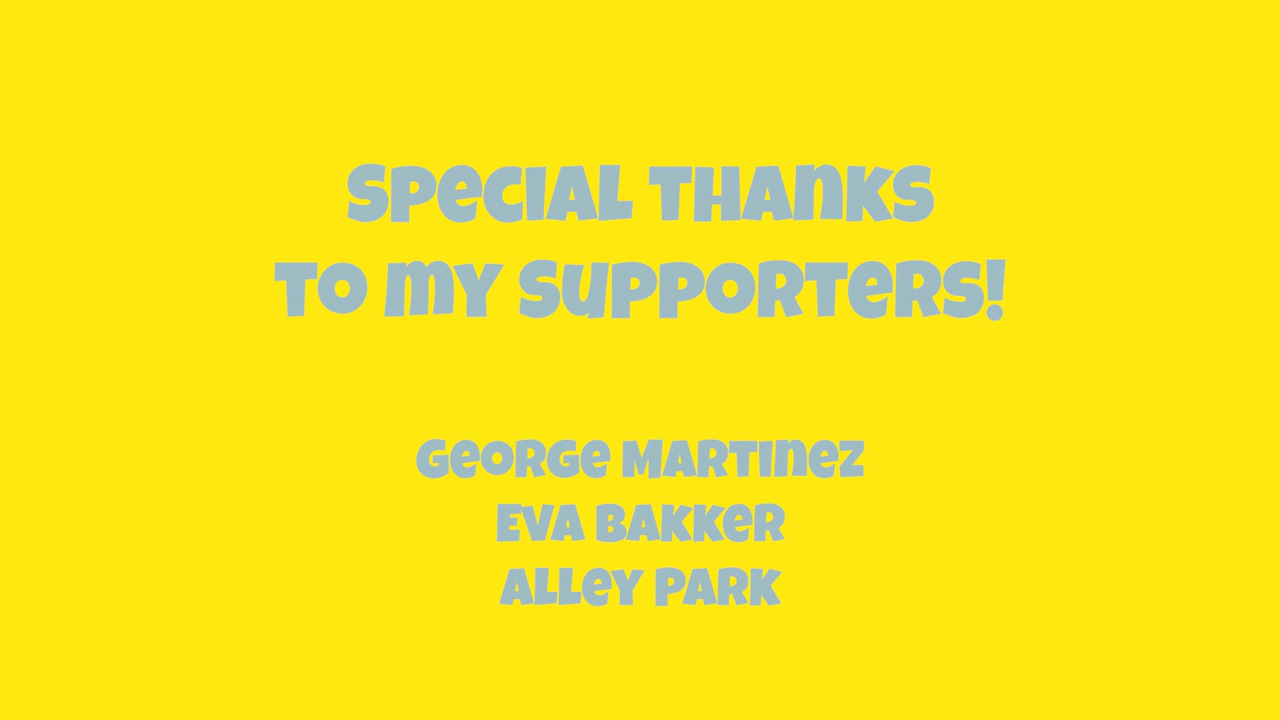 Special Thanks
to my supporters!
George Martinez
Eva Bakker
Alley Park